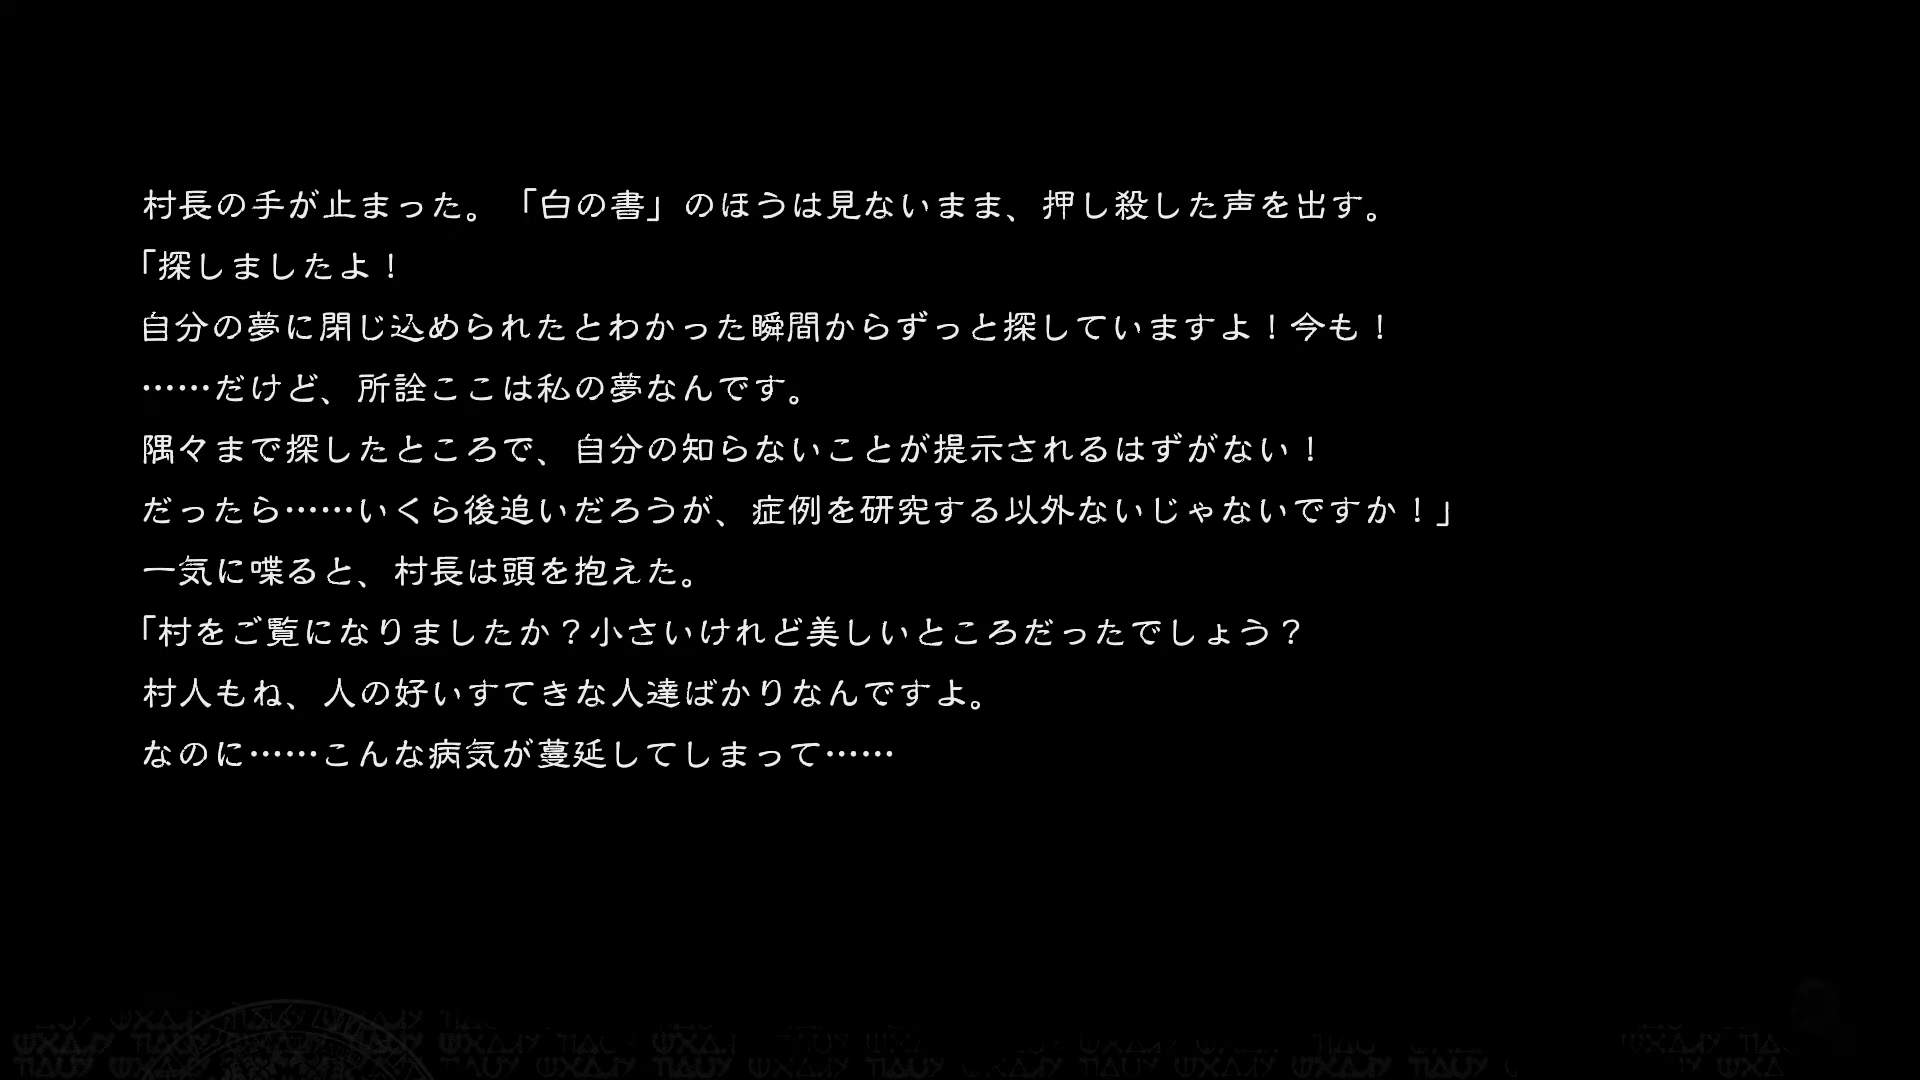 村長の手が止まった。「白の書」のほうは見ないまま、押し殺した声を出す。
「探しましたよ！
自分の夢に閉じ込められたとわかった瞬間からずっと探していますよ！今も！
……だけど、所詮ここは私の夢なんです。
隅々まで探したところで、自分の知らないことが提示されるはずがない！
だったら……いくら後追いだろうが、症例を研究する以外ないじゃないですか！」
一気に喋ると、村長は頭を抱えた。
「村をご覧になりましたか？小さいけれど美しいところだったでしょう？
村人もね、人の好いすてきな人達ばかりなんですよ。
なのに……こんな病気が蔓延してしまって……